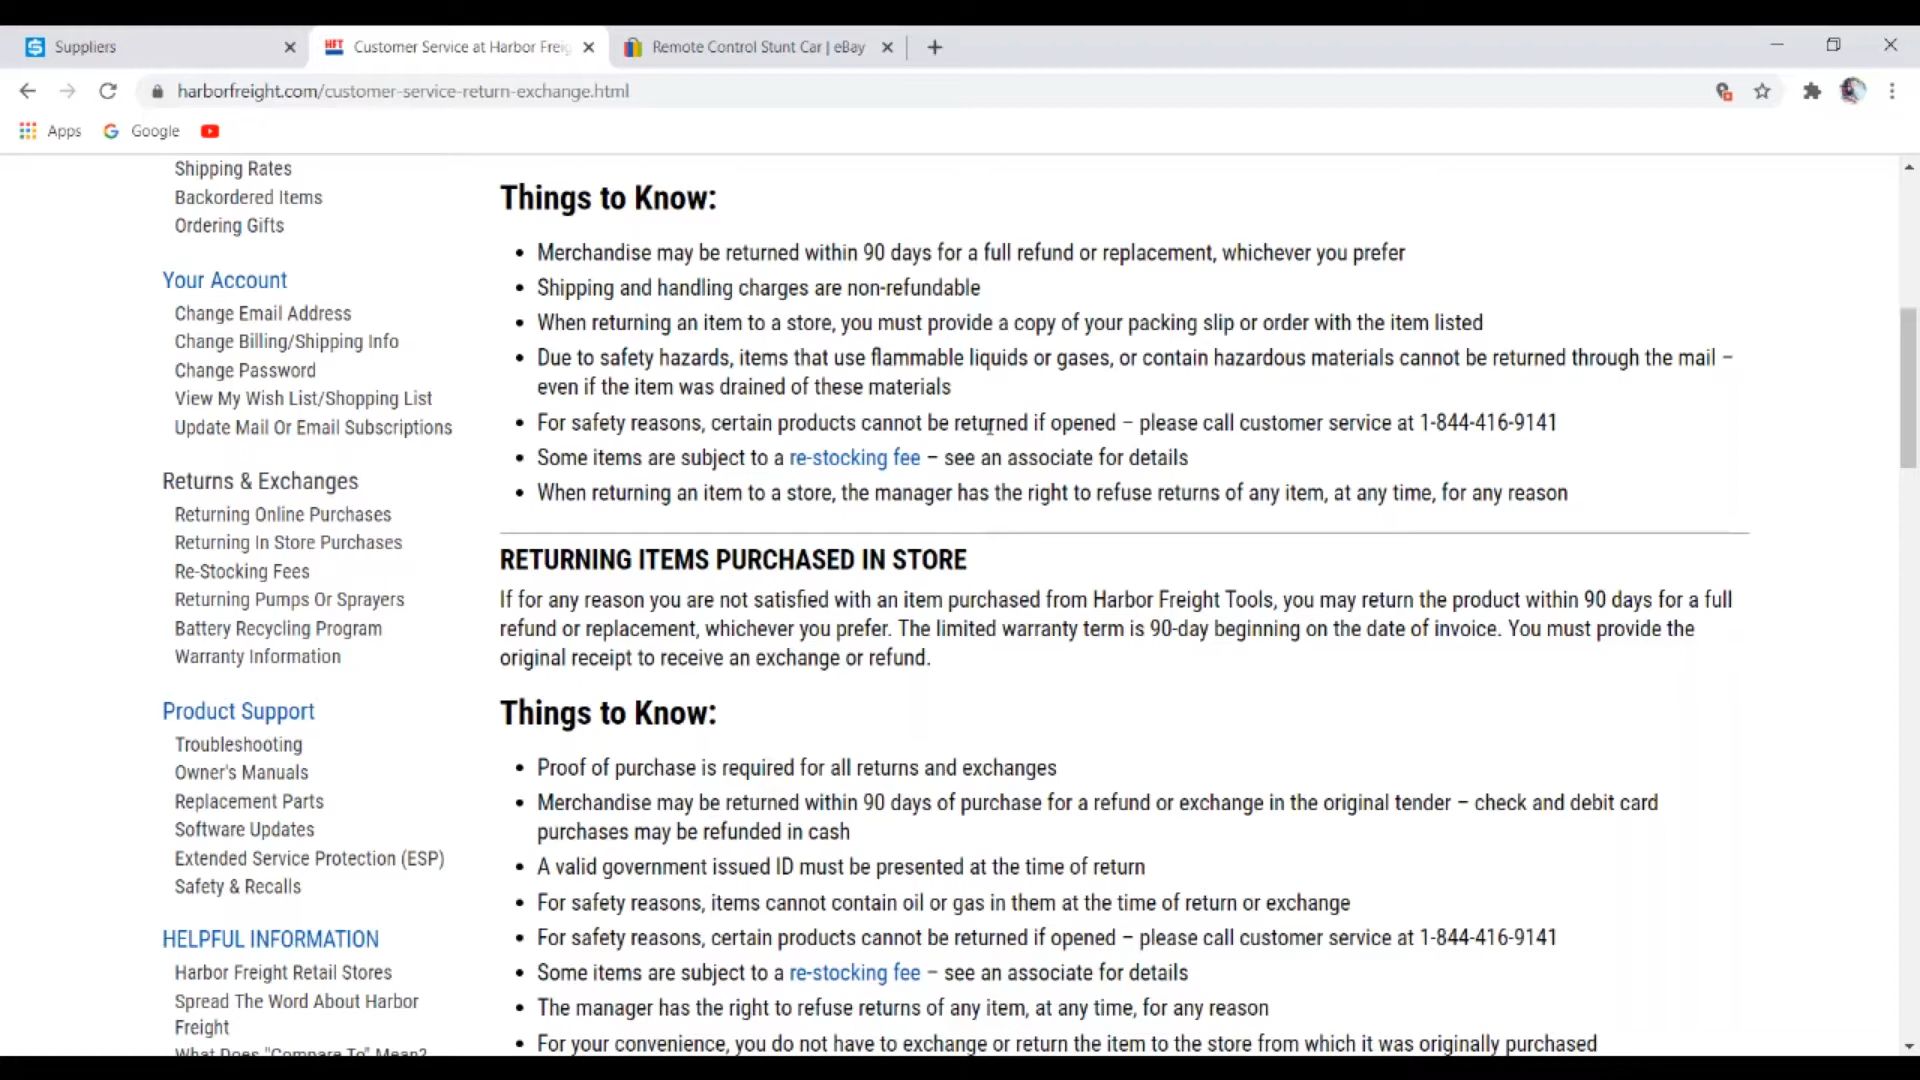 Suppliers
Customer Service at Harbor Freig
Remote Control Stunt Car | eBay
harborfreight.com/customer-service-return-exchange.html
Apps
Google
Shipping Rates
Backordered Items
Ordering Gifts
Your Account
Change Email Address
Change Billing/Shipping Info
Change Password
View My Wish List/Shopping List
Update Mail Or Email Subscriptions
Returns & Exchanges
Returning Online Purchases
Returning In Store Purchases
Re-Stocking Fees
Returning Pumps Or Sprayers
Battery Recycling Program
Warranty Information
Product Support
Troubleshooting
Owner's Manuals
Replacement Parts
Software Updates
Extended Service Protection (ESP)
Safety & Recalls
HELPFUL INFORMATION
Harbor Freight Retail Stores
Spread The Word About Harbor
Freight
What Does "Compare To" Mean?
Things to Know:
• Merchandise may be returned within 90 days for a full refund or replacement, whichever you prefer
• Shipping and handling charges are non-refundable
• When returning an item to a store, you must provide a copy of your packing slip or order with the item listed
• Due to safety hazards, items that use flammable liquids or gases, or contain hazardous materials cannot be returned through the mail –
even if the item was drained of these materials
• For safety reasons, certain products cannot be returned if opened – please call customer service at 1-844-416-9141
• Some items are subject to a re-stocking fee – see an associate for details
• When returning an item to a store, the manager has the right to refuse returns of any item, at any time, for any reason
RETURNING ITEMS PURCHASED IN STORE
If for any reason you are not satisfied with an item purchased from Harbor Freight Tools, you may return the product within 90 days for a full
refund or replacement, whichever you prefer. The limited warranty term is 90-day beginning on the date of invoice. You must provide the
original receipt to receive an exchange or refund.
Things to Know:
• Proof of purchase is required for all returns and exchanges
• Merchandise may be returned within 90 days of purchase for a refund or exchange in the original tender – check and debit card
purchases may be refunded in cash
• A valid government issued ID must be presented at the time of return
• For safety reasons, items cannot contain oil or gas in them at the time of return or exchange
• For safety reasons, certain products cannot be returned if opened – please call customer service at 1-844-416-9141
• Some items are subject to a re-stocking fee – see an associate for details
• The manager has the right to refuse returns of any item, at any time, for any reason
• For your convenience, you do not have to exchange or return the item to the store from which it was originally purchased